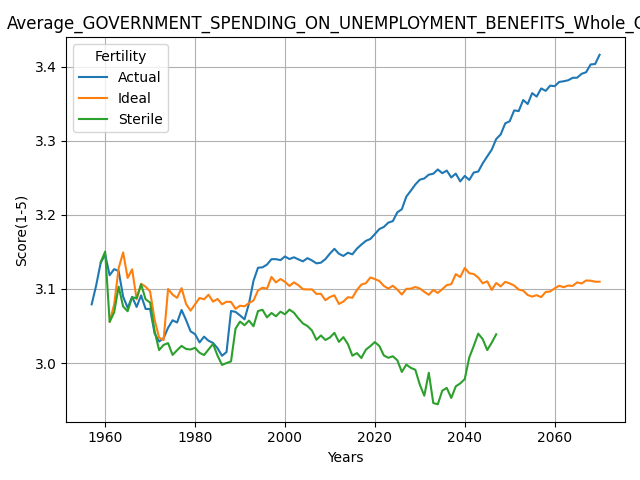 Average_GOVERNMENT_SPENDING_ON_UNEMPLOYMENT_BENEFITS_Whole_
Fertility
Actual
Ideal
Sterile
Score(1-5)
3.4
3.3
3.2
3.1
3.0
1960 1980 2000 2020 2040 2060
Years